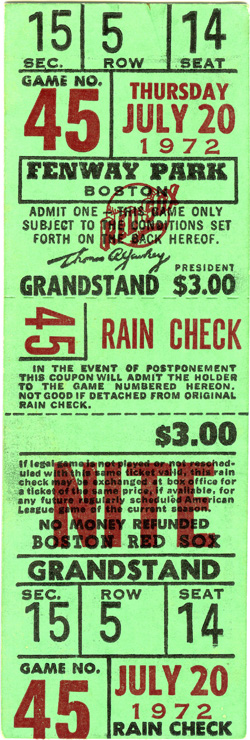 15 5 14
SEC. ROW SEAT
GAME NO. THURSDAY
45 JULY 20
1972
FENWAY PARK
BOSTON
ADMIT ONE THIS GAME ONLY
SUBJECT TO THE CONDITIONS SET
FORTH ON THE BACK HEREOF.
Thomas A. Yawkey
PRESIDENT
GRANDSTAND $3.00
45 RAIN CHECK
IN THE EVENT OF POSTPONEMENT
THIS COUPON WILL ADMIT THE HOLDER
TO THE GAME NUMBERED HEREON.
NOT GOOD IF DETACHED FROM ORIGINAL
RAIN CHECK.
$3.00
If legal game is not played or not resched-
uled with this same ticket valid, this rain
check may be exchanged at box office for
a ticket of the same price, if available, for
any future regularly scheduled American
League game of the current season.
NITE
NO MONEY REFUNDED
BOSTON RED SOX
GRANDSTAND
SEC. ROW SEAT
15 5 14
GAME NO. JULY 20
45 1972
RAIN CHECK